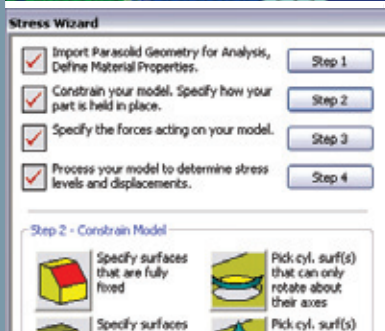 Stress Wizard
Import Parasolid Geometry for Analysis,
Define Material Properties.
Step 1
Constrain your model. Specify how your
part is held in place.
Step 2
Specify the forces acting on your model.
Step 3
Process your model to determine stress
levels and displacements.
Step 4
Step 2 - Constrain Model
Specify surfaces
that are fully
fixed
Pick cyl. surf(s)
that can only
rotate about
their axes
Specify surfaces
Pick cyl. surf(s)